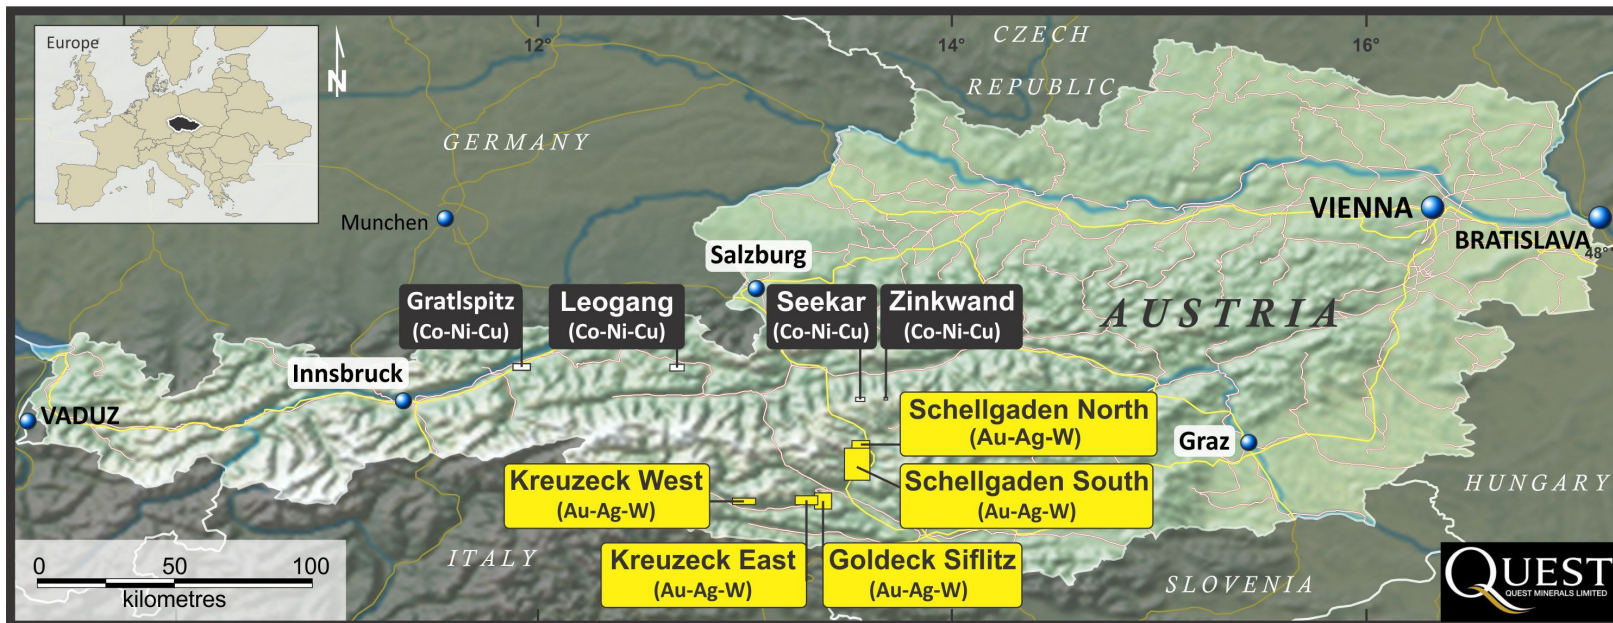 Europe
N
12°
14°
16°
CZECH
REPUBLIC
GERMANY
Munchen
VIENNA
BRATISLAVA
48°
Salzburg
Gratlspitz
(Co-Ni-Cu)
Leogang
(Co-Ni-Cu)
Seekar
(Co-Ni-Cu)
Zinkwand
(Co-Ni-Cu)
AUSTRIA
Innsbruck
VADUZ
Schellgaden North
(Au-Ag-W)
Graz
Kreuzeck West
(Au-Ag-W)
Schellgaden South
(Au-Ag-W)
HUNGARY
ITALY
Kreuzeck East
(Au-Ag-W)
Goldeck Siflitz
(Au-Ag-W)
SLOVENIA
0 50 100
kilometres
QUEST
QUEST MINERALS LIMITED